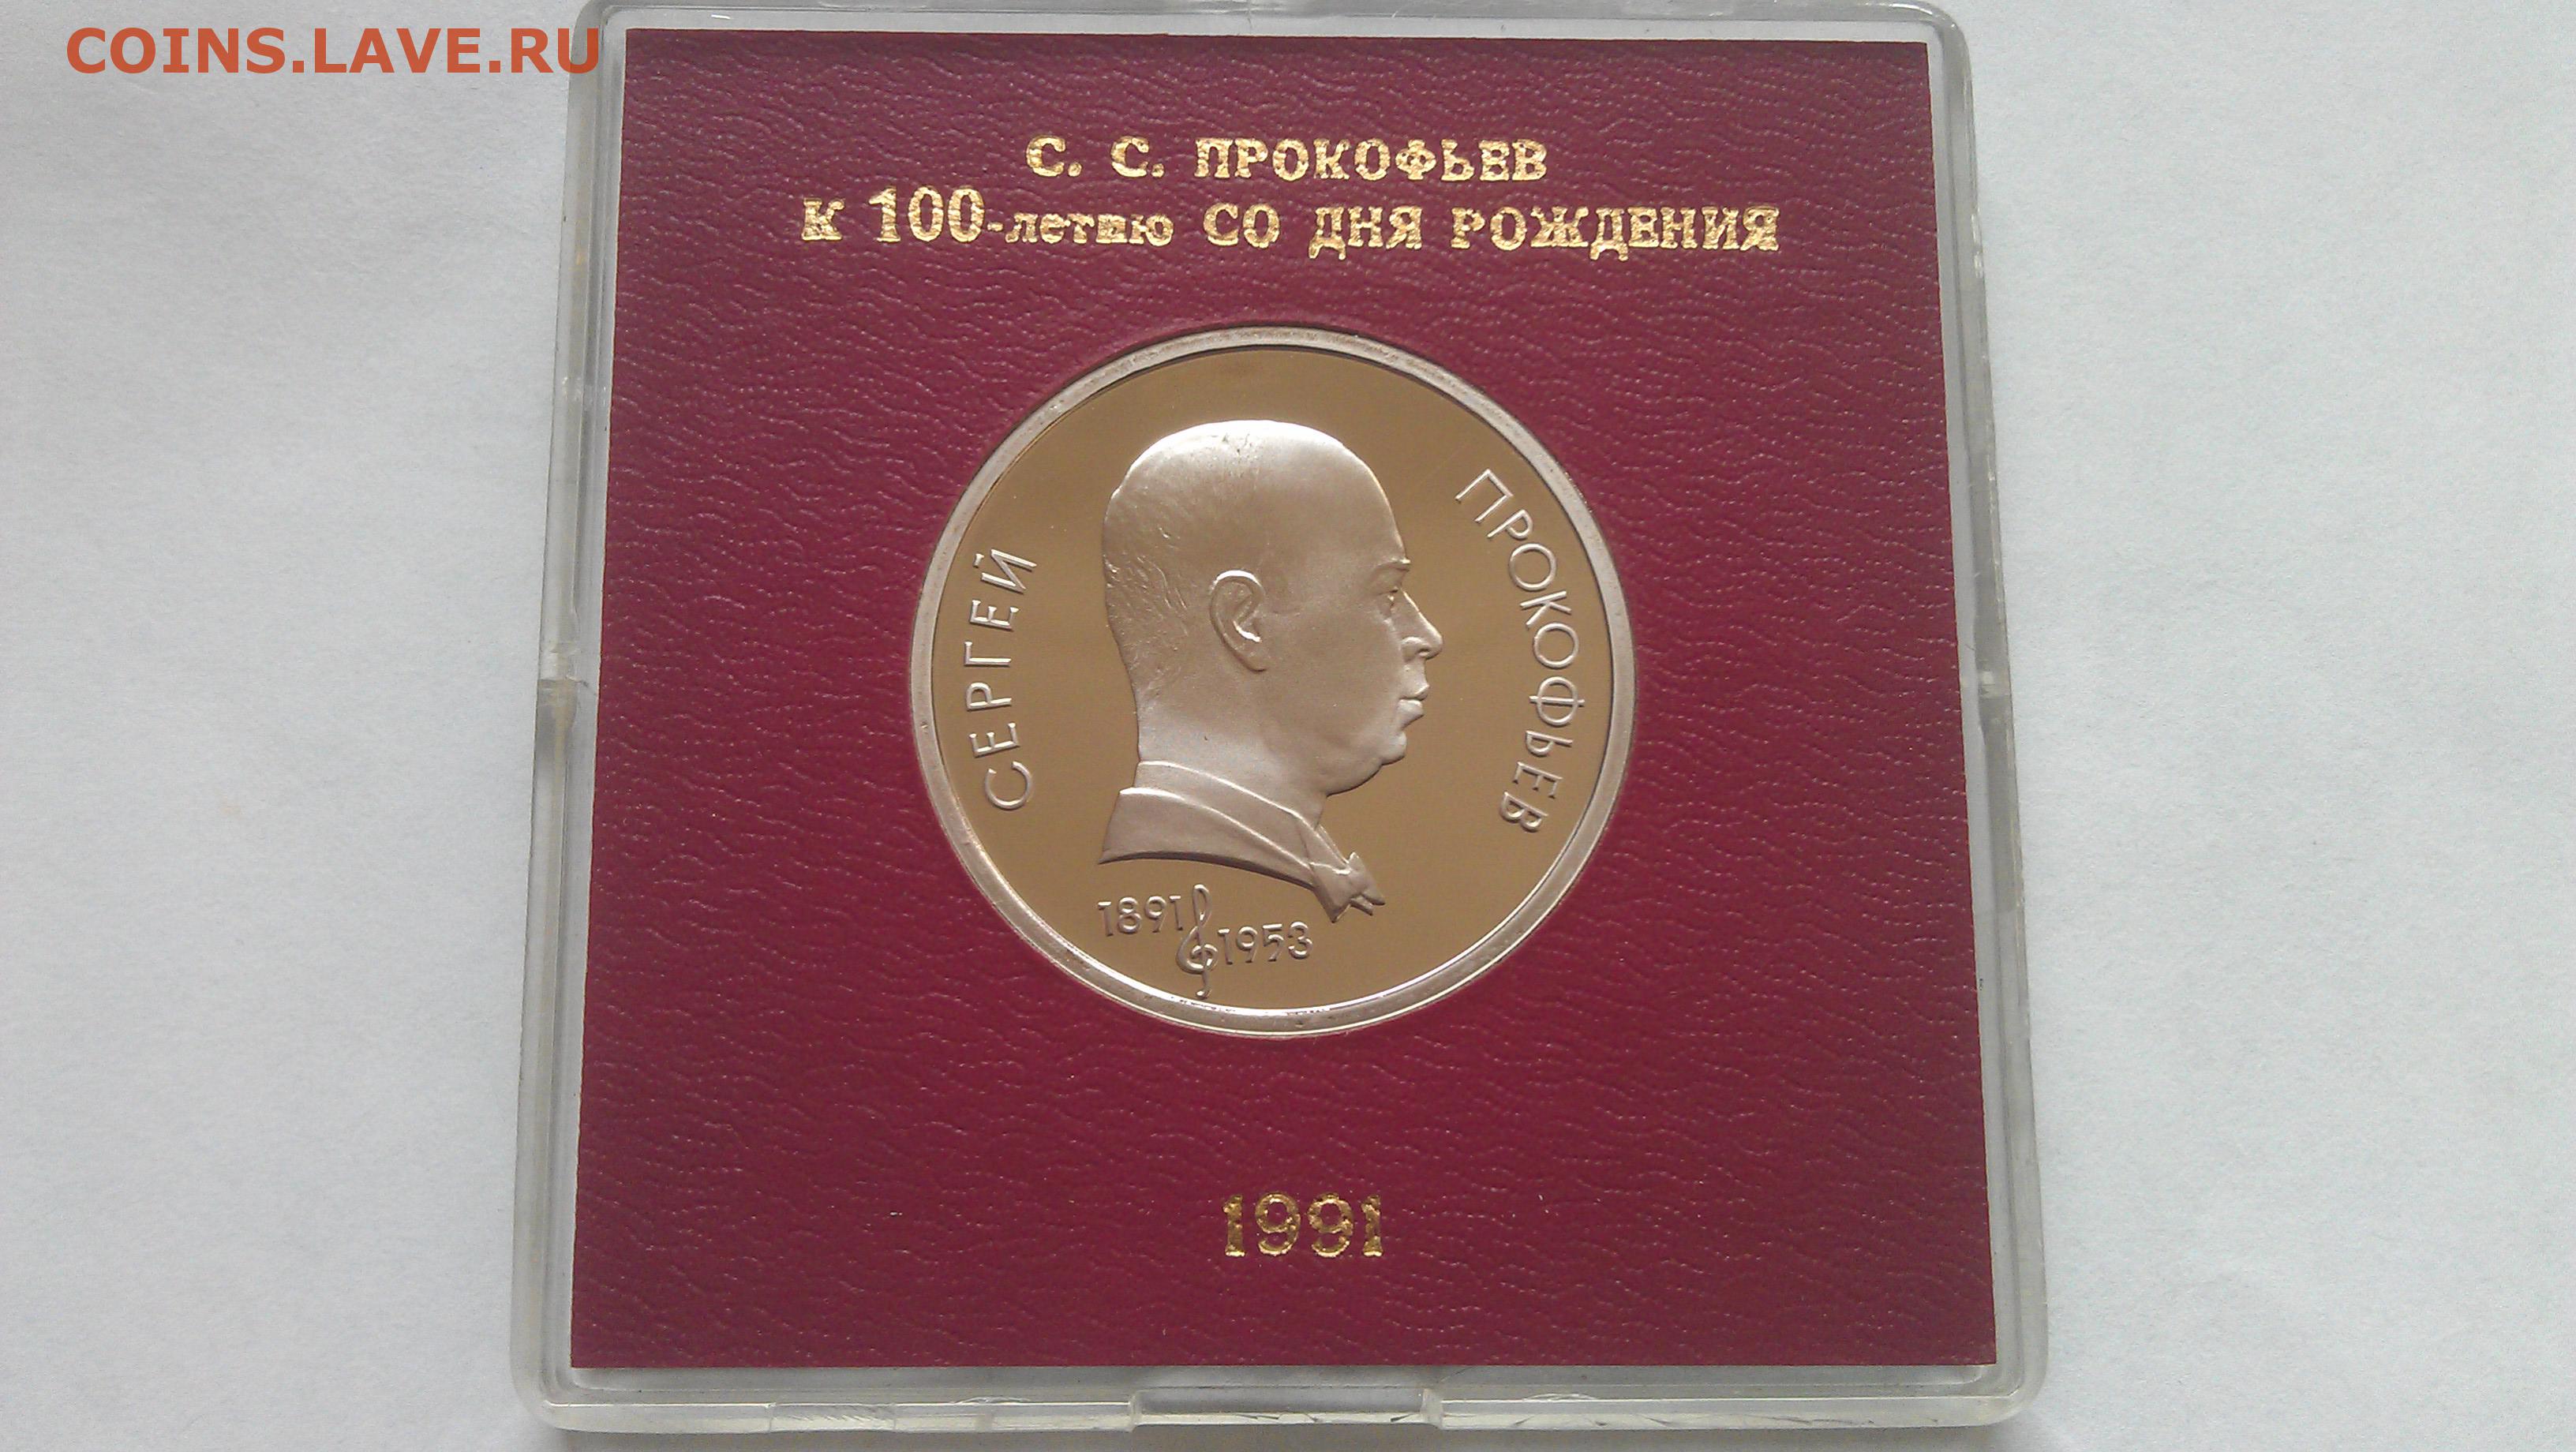 COINS.LAVE.RU
С. С. ПРОКОФЬЕВ
К 100-летию СО ДНЯ РОЖДЕНИЯ
СЕРГЕЙ
ПРОКОФЬЕВ
1891 1953
1991